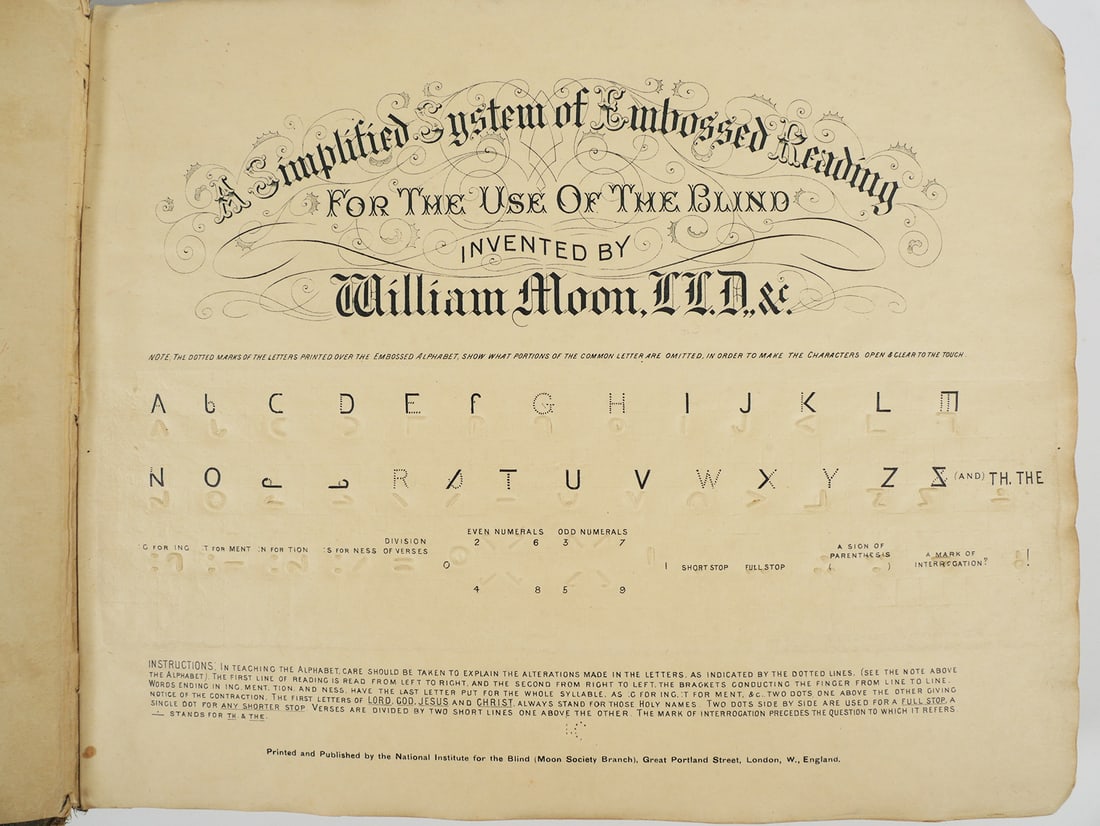 A Simplified System of Embossed Reading
FOR THE USE OF THE BLIND
INVENTED BY
William Moon, LL.D., &c.
NOTE; THE DOTTED MARKS OF THE LETTERS PRINTED OVER THE EMBOSSED ALPHABET, SHOW WHAT PORTIONS OF THE COMMON LETTER ARE OMITTED, IN ORDER TO MAKE THE CHARACTERS OPEN & CLEAR TO THE TOUCH.
A b C D E f G H I J K L M
N O P R S T U V W X Y Z & (AND) TH. THE
:G FOR ING :T FOR MENT :N FOR TION :S FOR NESS
DIVISION
OF VERSES
EVEN NUMERALS ODD NUMERALS
2 6 3 7
0
4 8 5 9
1 SHORT STOP FULL STOP
A SIGN OF
PARENTHESIS
( )
A MARK OF
INTERROGATION?
!
INSTRUCTIONS. IN TEACHING THE ALPHABET, CARE SHOULD BE TAKEN TO EXPLAIN THE ALTERATIONS MADE IN THE LETTERS, AS INDICATED BY THE DOTTED LINES. (SEE THE NOTE ABOVE
THE ALPHABET). THE FIRST LINE OF READING IS READ FROM LEFT TO RIGHT, AND THE SECOND FROM RIGHT TO LEFT, THE BRACKETS CONDUCTING THE FINGER FROM LINE TO LINE.
WORDS ENDING IN ING, MENT, TION, AND NESS, HAVE THE LAST LETTER PUT FOR THE WHOLE SYLLABLE, AS :G FOR ING, :T FOR MENT, &c. TWO DOTS ONE ABOVE THE OTHER GIVING
NOTICE OF THE CONTRACTION. THE FIRST LETTERS OF LORD, GOD, JESUS AND CHRIST, ALWAYS STAND FOR THOSE HOLY NAMES. TWO DOTS SIDE BY SIDE ARE USED FOR A FULL STOP, A
SINGLE DOT FOR ANY SHORTER STOP VERSES ARE DIVIDED BY TWO SHORT LINES ONE ABOVE THE OTHER. THE MARK OF INTERROGATION PRECEDES THE QUESTION TO WHICH IT REFERS
STANDS FOR TH. & THE.
Printed and Published by the National Institute for the Blind (Moon Society Branch), Great Portland Street, London, W., England.